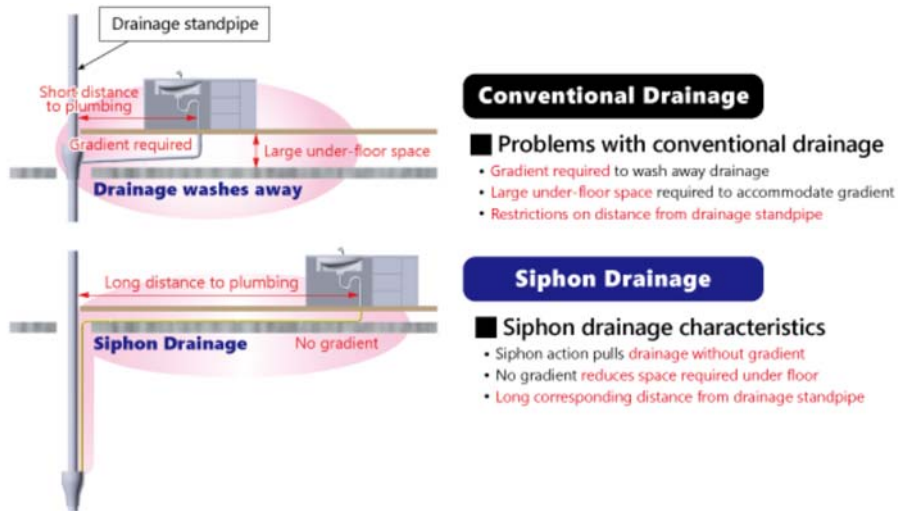 Drainage standpipe
Short distance
to plumbing
Gradient required
Large under-floor space
Drainage washes away
Conventional Drainage
■ Problems with conventional drainage
• Gradient required to wash away drainage
• Large under-floor space required to accommodate gradient
• Restrictions on distance from drainage standpipe
Long distance to plumbing
Siphon Drainage
No gradient
Siphon Drainage
■ Siphon drainage characteristics
• Siphon action pulls drainage without gradient
• No gradient reduces space required under floor
• Long corresponding distance from drainage standpipe